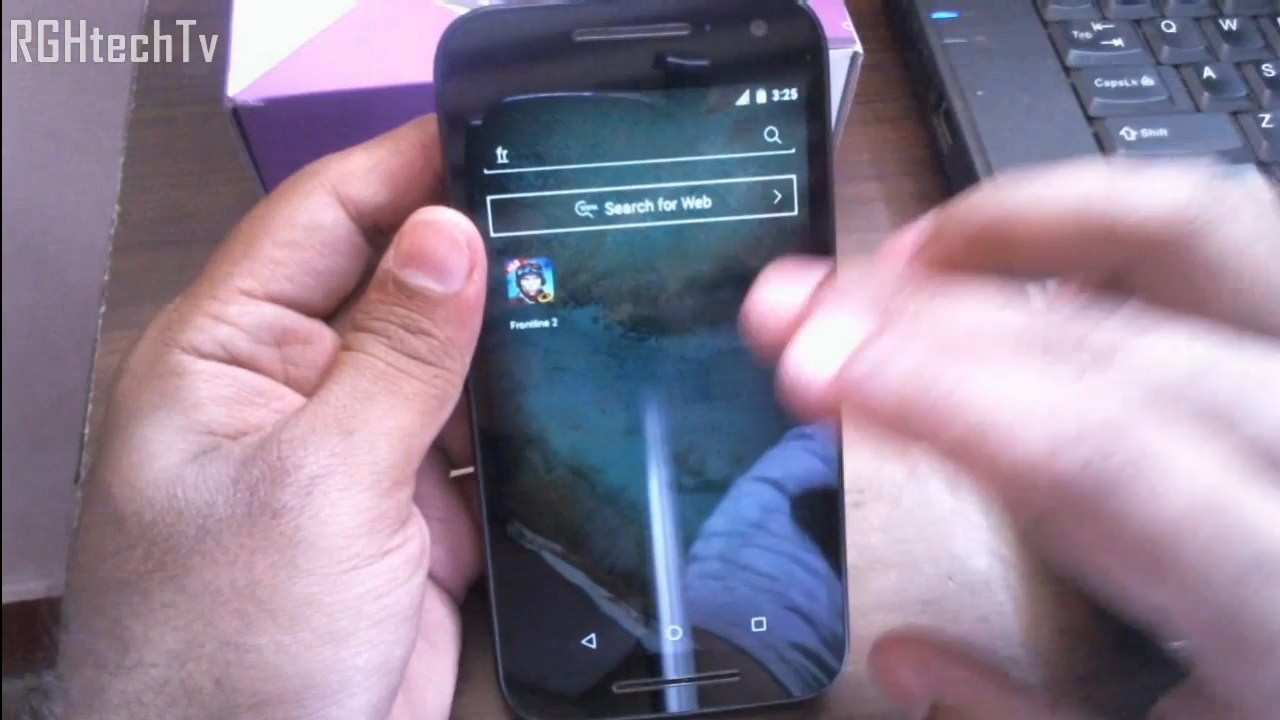 RGHtechTv
3:25
fr
Search for Web
Frontline 2
Tab
Q
W
CapsLk
A
S
Shift
Z